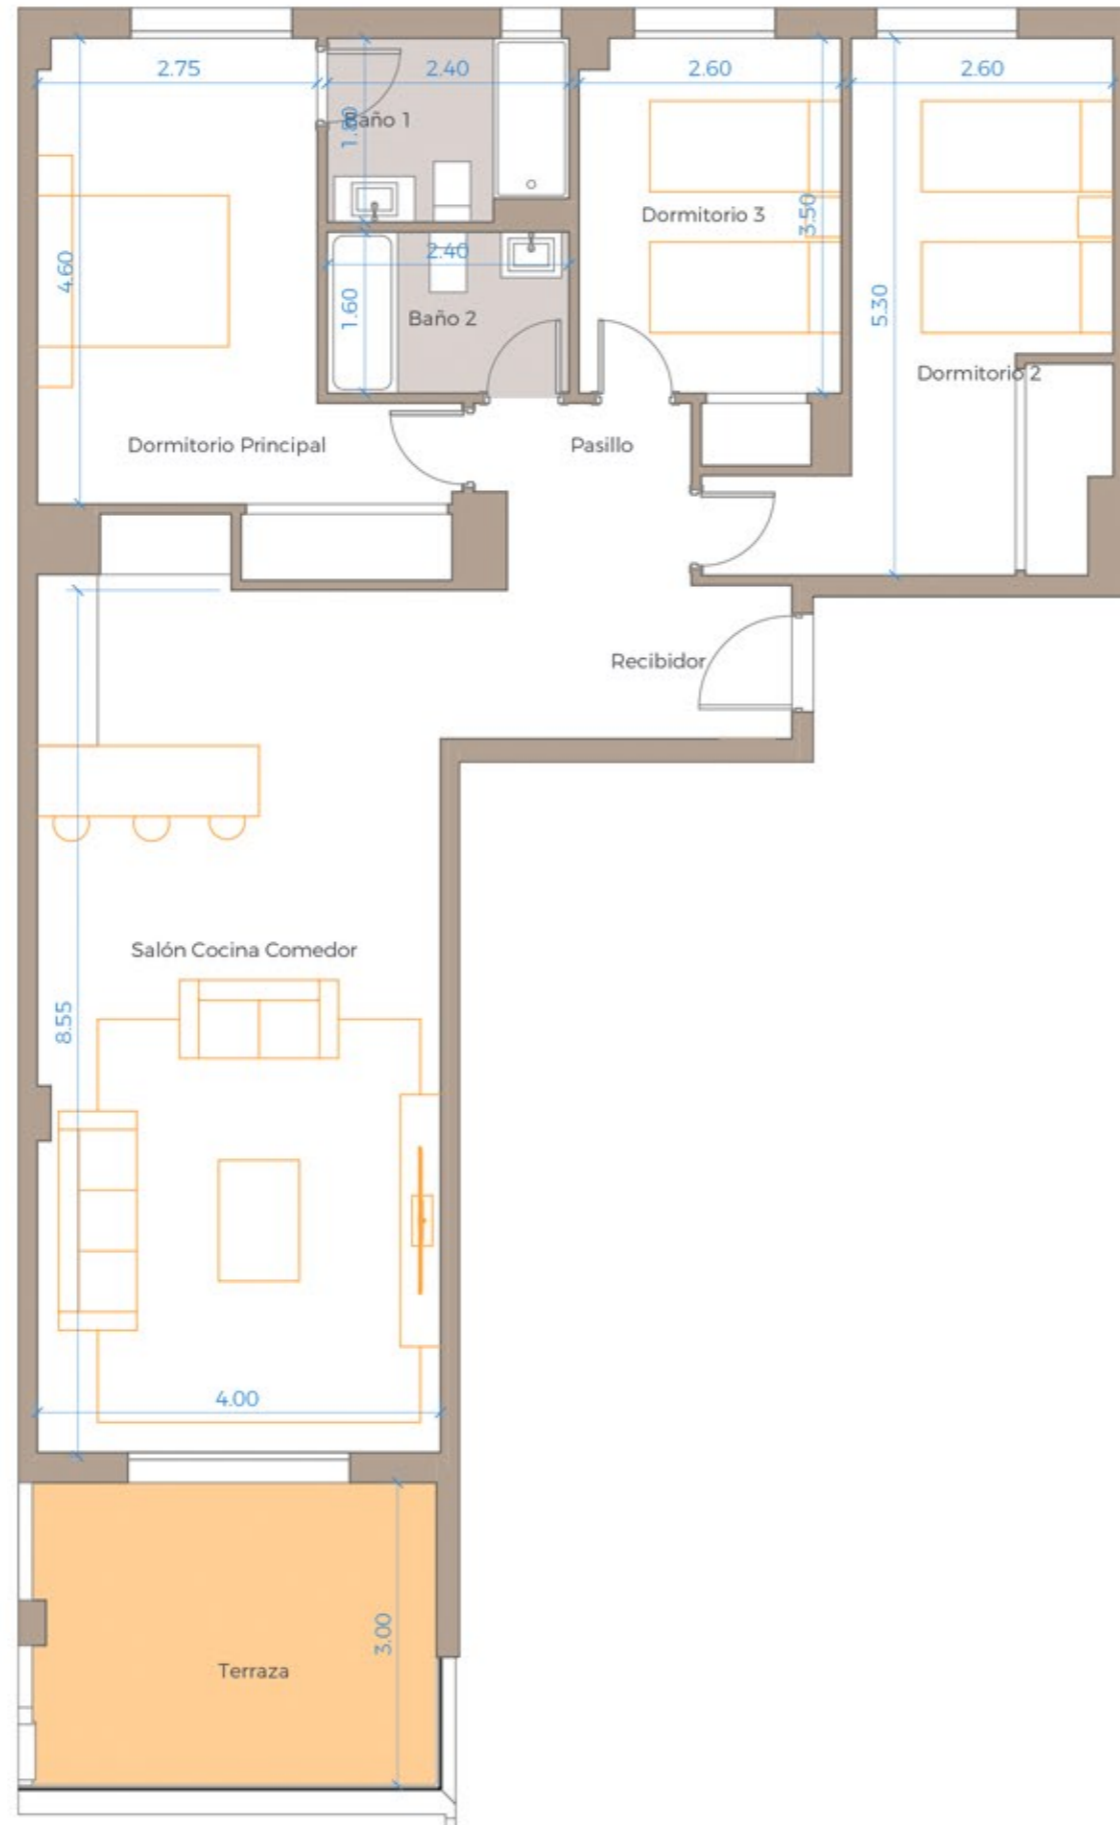 2.75
2.40
2.60
2.60
Baño 1
1.80
Dormitorio 3
3.50
4.60
2.40
5.30
1.60
Baño 2
Dormitorio 2
Dormitorio Principal
Pasillo
Recibidor
Salón Cocina Comedor
8.55
4.00
3.00
Terraza